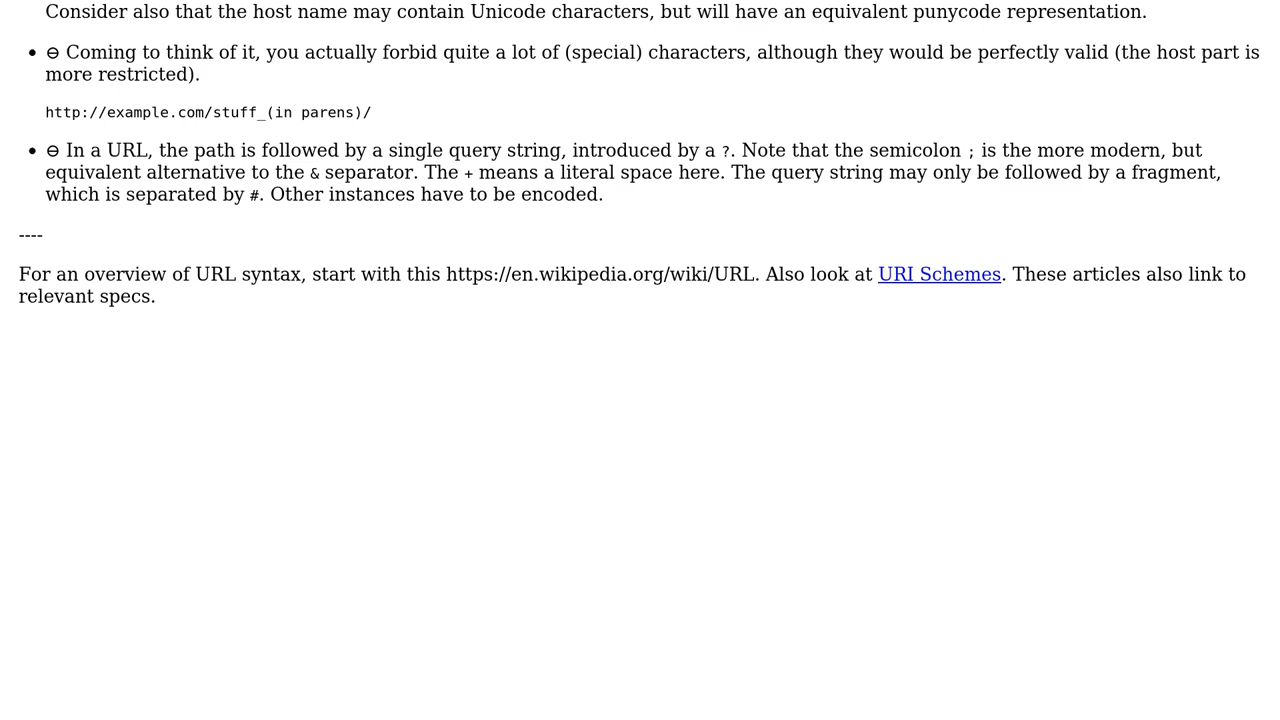 Consider also that the host name may contain Unicode characters, but will have an equivalent punycode representation.
• ⊖ Coming to think of it, you actually forbid quite a lot of (special) characters, although they would be perfectly valid (the host part is
more restricted).
http://example.com/stuff_(in parens)/
• ⊖ In a URL, the path is followed by a single query string, introduced by a ?. Note that the semicolon ; is the more modern, but
equivalent alternative to the & separator. The + means a literal space here. The query string may only be followed by a fragment,
which is separated by #. Other instances have to be encoded.
----
For an overview of URL syntax, start with this https://en.wikipedia.org/wiki/URL. Also look at URI Schemes. These articles also link to
relevant specs.